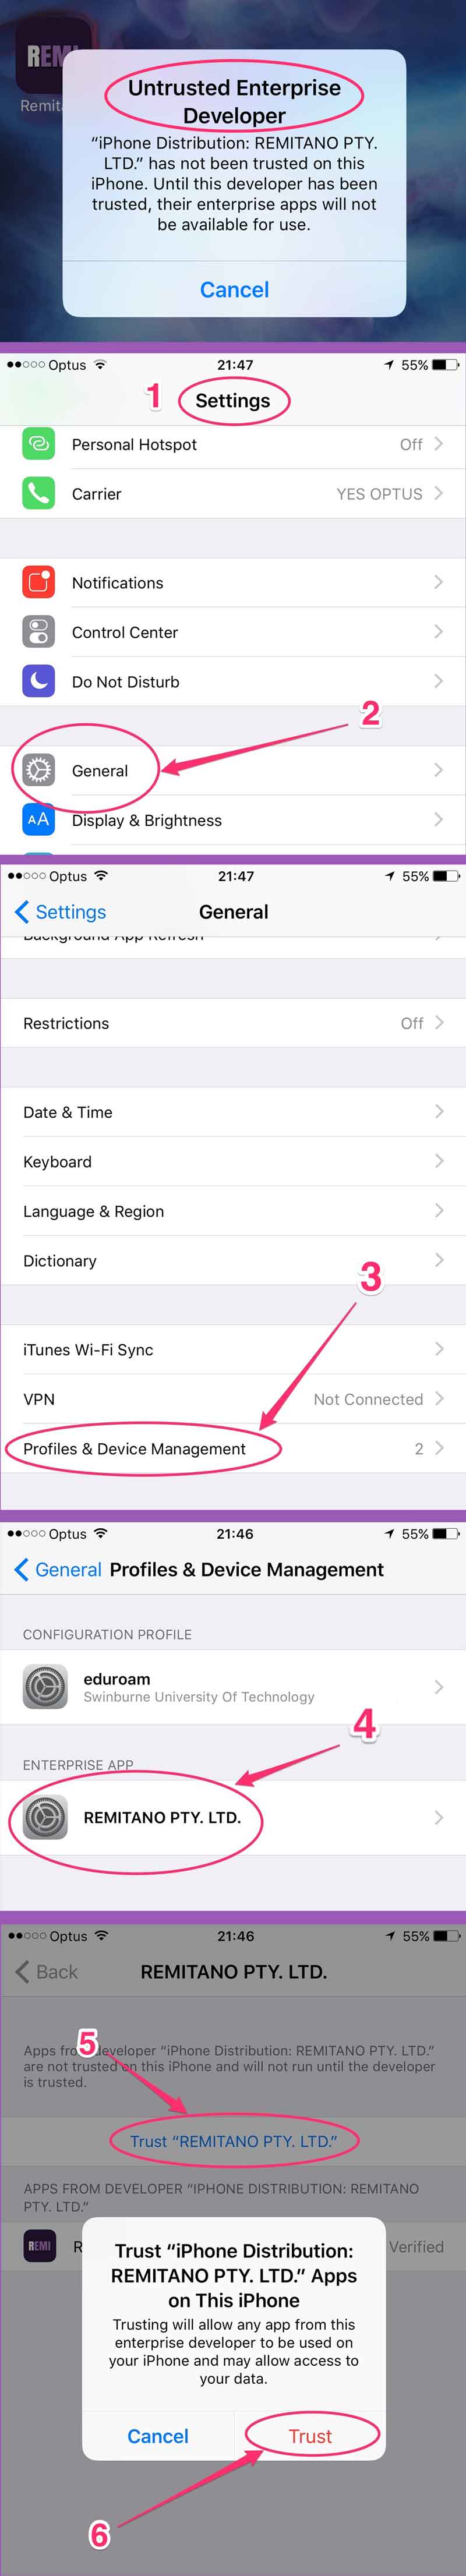 REMI
Remit
Untrusted Enterprise
Developer
“iPhone Distribution: REMITANO PTY.
LTD.” has not been trusted on this
iPhone. Until this developer has been
trusted, their enterprise apps will not
be available for use.
Cancel
Optus 21:47 55%
1 Settings
Personal Hotspot Off
Carrier YES OPTUS
Notifications
Control Center
Do Not Disturb
2
General
AA Display & Brightness
Optus 21:47 55%
Settings General
Background App Refresh
Restrictions Off
Date & Time
Keyboard
Language & Region
Dictionary
3
iTunes Wi-Fi Sync
VPN Not Connected
Profiles & Device Management 2
Optus 21:46 55%
General Profiles & Device Management
CONFIGURATION PROFILE
eduroam
Swinburne University Of Technology
4
ENTERPRISE APP
REMITANO PTY. LTD.
Optus 21:46 55%
Back REMITANO PTY. LTD.
5
Apps from developer “iPhone Distribution: REMITANO PTY. LTD.”
are not trusted on this iPhone and will not run until the developer
is trusted.
Trust “REMITANO PTY. LTD.”
APPS FROM DEVELOPER “IPHONE DISTRIBUTION: REMITANO
PTY. LTD.”
REMI R Verified
Trust “iPhone Distribution:
REMITANO PTY. LTD.” Apps
on This iPhone
Trusting will allow any app from this
enterprise developer to be used on
your iPhone and may allow access to
your data.
Cancel Trust
6